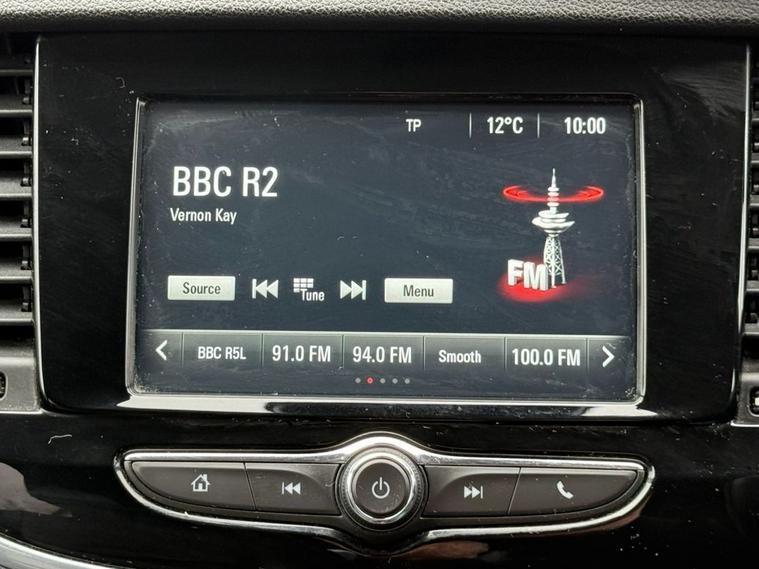 TP 12°C 10:00
BBC R2
Vernon Kay
FM
Source Tune Menu
BBC R5L 91.0 FM 94.0 FM Smooth 100.0 FM